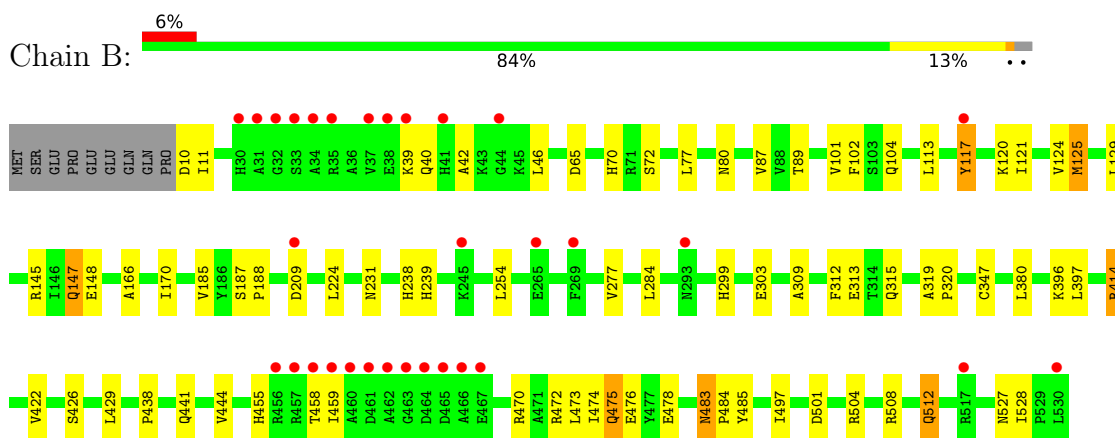 6%
Chain B:
84% 13% • •
MET SER GLU PRO GLU GLU GLN GLN PRO D10 I11 H30 A31 G32 S33 A34 R35 A36 V37 E38 K39 Q40 H41 A42 K43 G44 K45 L46 D65 H70 R71 S72 L77 N80 V87 V88 T89 V101 F102 S103 Q104 L113 Y117 K120 I121 V124 M125 L129
R145 I146 Q147 E148 A166 I170 V185 Y186 S187 P188 D209 L224 N231 H238 H239 K245 L254 E265 F269 V277 L284 N293 H299 E303 A309 F312 E313 T314 Q315 A319 P320 C347 L380 K396 L397
V422 S426 L429 P438 Q441 V444 H455 R456 R457 T458 I459 A460 D461 A462 G463 D464 D465 A466 E467 R470 A471 R472 L473 I474 Q475 E476 Y477 E478 N483 P484 Y485 I497 D501 R504 R508 Q512 R517 N527 I528 P529 L530